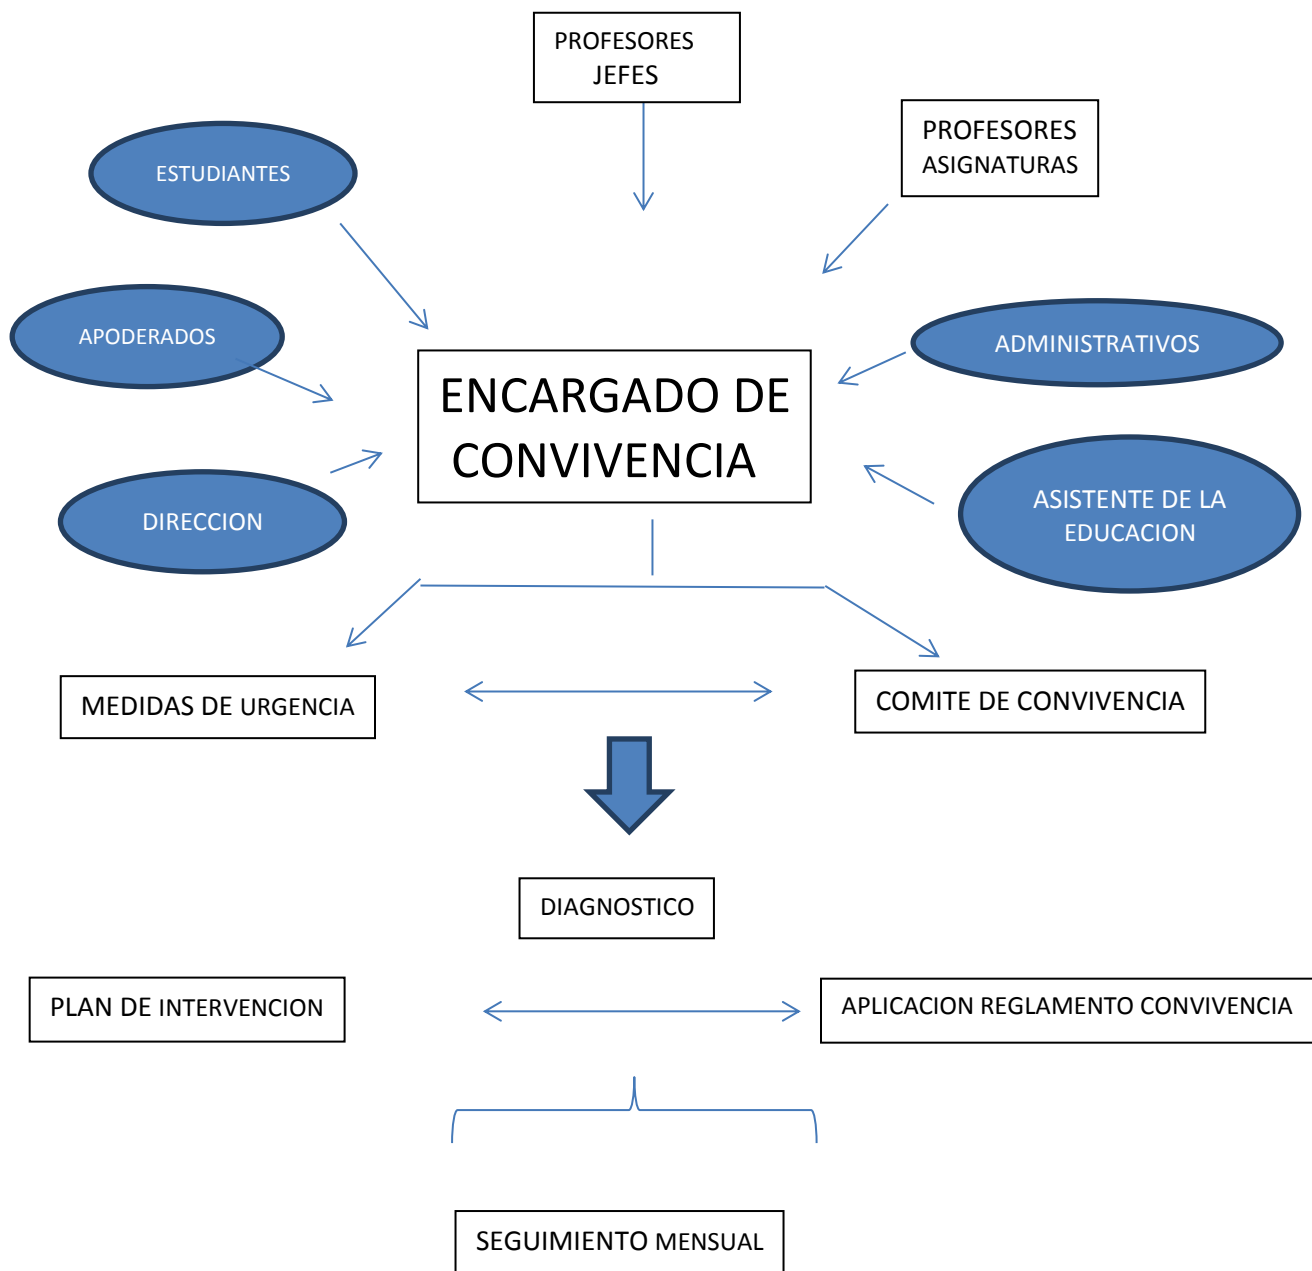 PROFESORES
JEFES
PROFESORES
ASIGNATURAS
ESTUDIANTES
APODERADOS
ADMINISTRATIVOS
ENCARGADO DE
CONVIVENCIA
DIRECCION
ASISTENTE DE LA
EDUCACION
MEDIDAS DE URGENCIA
COMITE DE CONVIVENCIA
DIAGNOSTICO
PLAN DE INTERVENCION
APLICACION REGLAMENTO CONVIVENCIA
SEGUIMIENTO MENSUAL